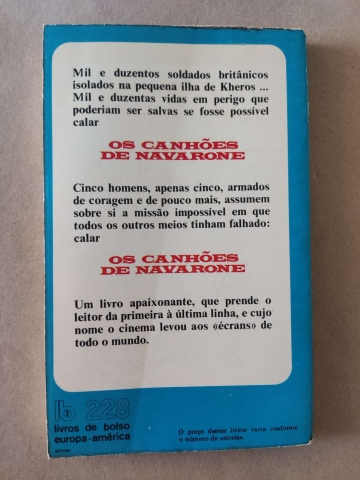 Mil e duzentos soldados britânicos
isolados na pequena ilha de Kheros ...
Mil e duzentas vidas em perigo que
poderiam ser salvas se fosse possível
calar
OS CANHÕES
DE NAVARONE
Cinco homens, apenas cinco, armados
de coragem e de pouco mais, assumem
sobre si a missão impossível em que
todos os outros meios tinham falhado:
calar
OS CANHÕES
DE NAVARONE
Um livro apaixonante, que prende o
leitor da primeira à última linha, e cujo
nome o cinema levou aos «écrans» de
todo o mundo.
lb 228
livros de bolso
europa-américa
O preço destes livros varia conforme
o número de estrelas.